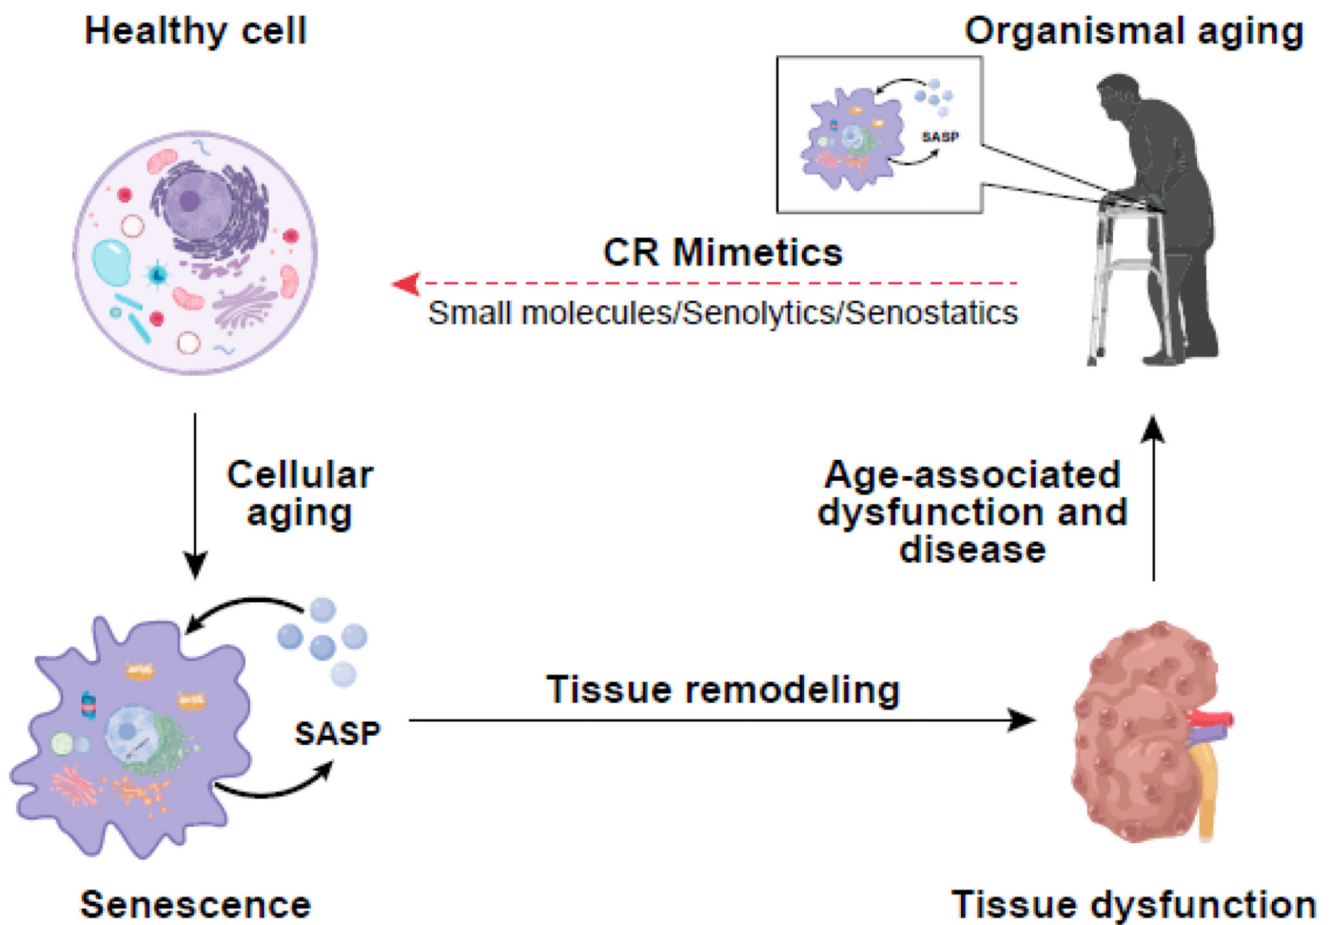 Healthy cell
Organismal aging
SASP
CR Mimetics
Small molecules/Senolytics/Senostatics
Cellular
aging
Age-associated
dysfunction and
disease
Tissue remodeling
SASP
Senescence
Tissue dysfunction